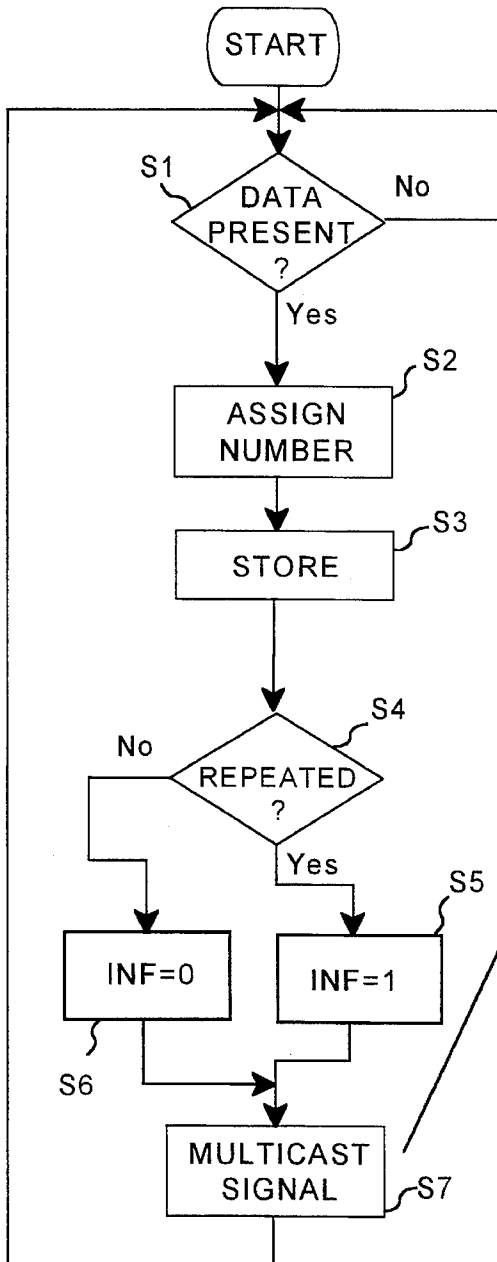 START
S1
DATA
PRESENT
?
No
Yes
S2
ASSIGN
NUMBER
S3
STORE
S4
No
REPEATED
?
Yes
S5
INF=0
INF=1
S6
MULTICAST
SIGNAL
S7